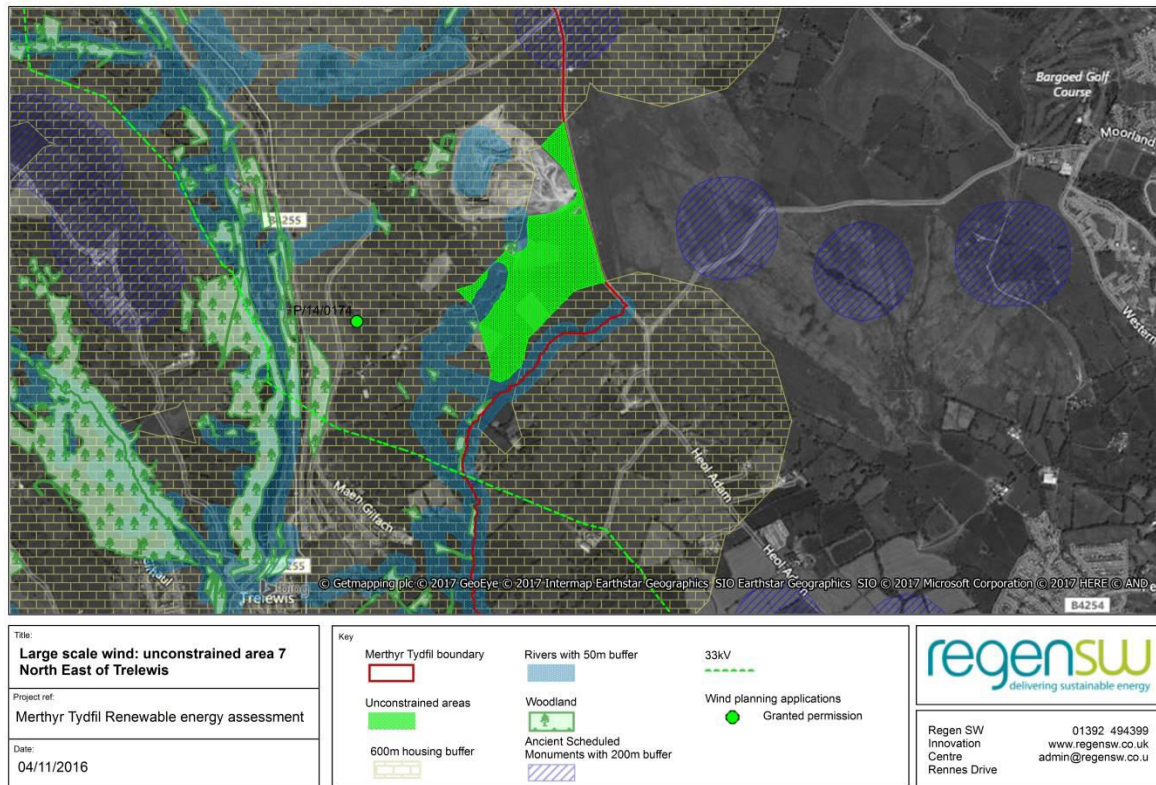 Bargoed Golf
Course
Moorland
B4255
P/14/0174
Western
Heol Adam
Maen Gilfach
Heol Adam
© Getmapping plc © 2017 GeoEye © 2017 Intermap Earthstar Geographics SIO Earthstar Geographics SIO © 2017 Microsoft Corporation © 2017 HERE © AND
Trelewis
B4254
Title:
Large scale wind: unconstrained area 7
North East of Trelewis
Project ref:
Merthyr Tydfil Renewable energy assessment
Date:
04/11/2016
Key
Merthyr Tydfil boundary
Unconstrained areas
600m housing buffer
Rivers with 50m buffer
Woodland
Ancient Scheduled
Monuments with 200m buffer
33kV
Wind planning applications
Granted permission
regensw
delivering sustainable energy
Regen SW 01392 494399
Innovation www.regensw.co.uk
Centre admin@regensw.co.u
Rennes Drive